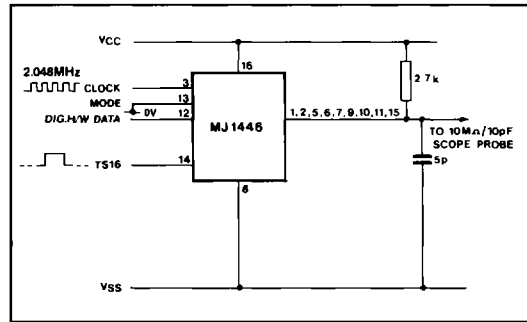 VCC
16
2.048MHz
CLOCK
3
2 7k
MODE
13
0V
DIG.H/W DATA
12
MJ1446
1,2,5,6,7,9,10,11,15
TO 10MΩ/10pF
SCOPE PROBE
5p
TS16
14
8
VSS